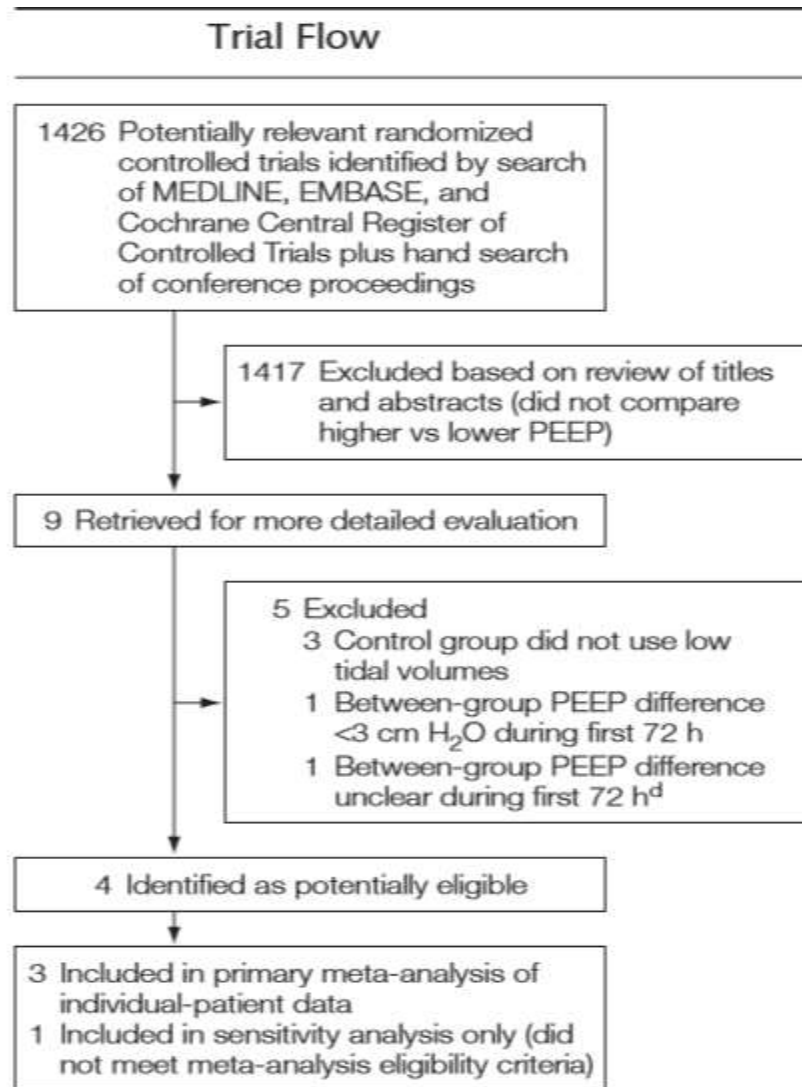 Trial Flow
1426 Potentially relevant randomized
controlled trials identified by search
of MEDLINE, EMBASE, and
Cochrane Central Register of
Controlled Trials plus hand search
of conference proceedings
1417 Excluded based on review of titles
and abstracts (did not compare
higher vs lower PEEP)
9 Retrieved for more detailed evaluation
5 Excluded
3 Control group did not use low
tidal volumes
1 Between-group PEEP difference
<3 cm H₂O during first 72 h
1 Between-group PEEP difference
unclear during first 72 hᵈ
4 Identified as potentially eligible
3 Included in primary meta-analysis of
individual-patient data
1 Included in sensitivity analysis only (did
not meet meta-analysis eligibility criteria)